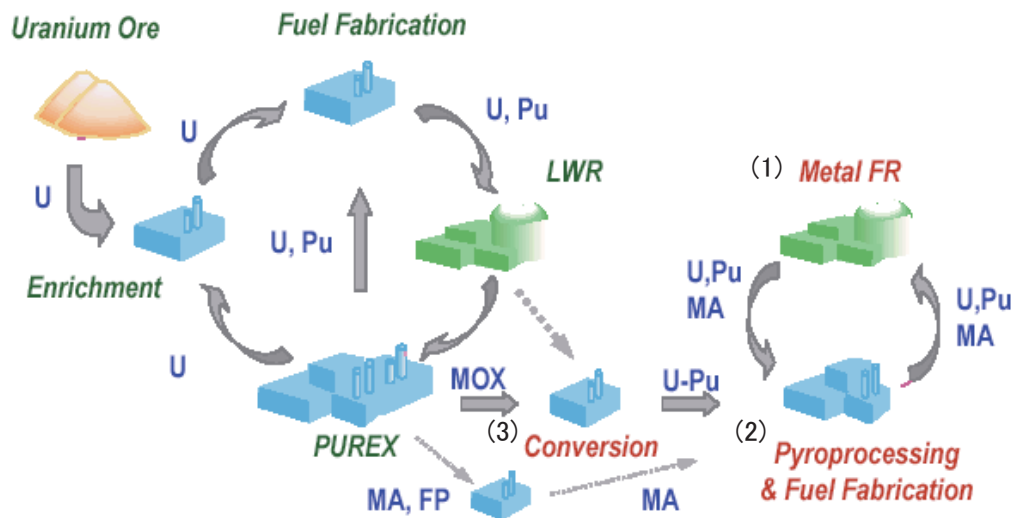 Uranium Ore
Fuel Fabrication
U
U, Pu
LWR
(1) Metal FR
U
U, Pu
Enrichment
U,Pu
MA
U,Pu
MA
U
MOX
U-Pu
PUREX
(3) Conversion
(2) Pyroprocessing
& Fuel Fabrication
MA, FP
MA